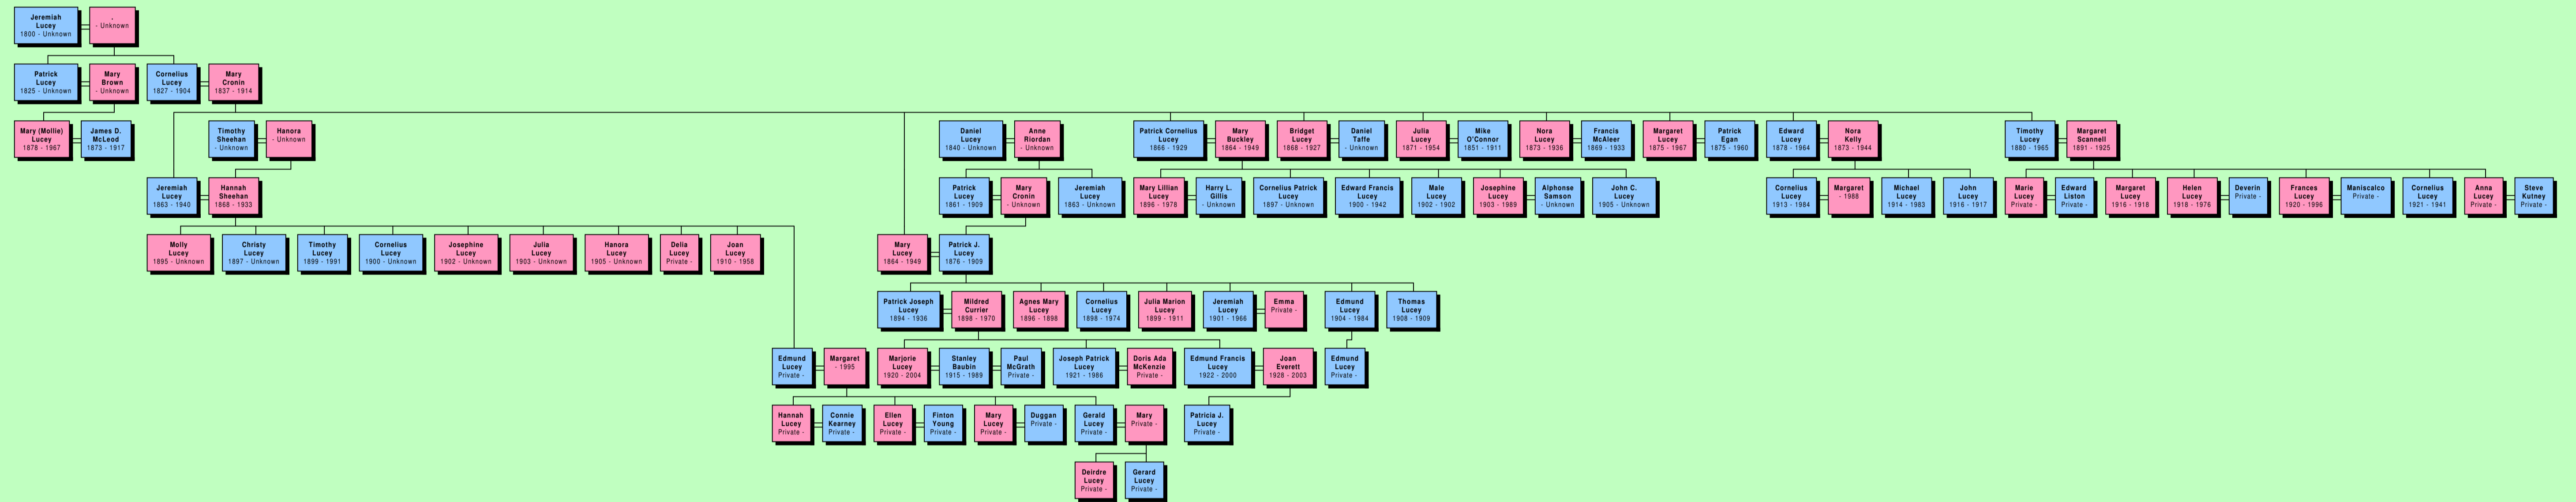 Jeremiah
Lucey
1800 - Unknown
.
- Unknown
Patrick
Lucey
1825 - Unknown
Mary
Brown
- Unknown
Cornelius
Lucey
1827 - 1904
Mary
Cronin
1837 - 1914
Mary (Mollie)
Lucey
1878 - 1967
James D.
McLeod
1873 - 1917
Timothy
Sheehan
- Unknown
Hanora
- Unknown
Daniel
Lucey
1840 - Unknown
Anne
Riordan
- Unknown
Patrick Cornelius
Lucey
1866 - 1929
Mary
Buckley
1864 - 1949
Bridget
Lucey
1868 - 1927
Daniel
Taffe
- Unknown
Julia
Lucey
1871 - 1954
Mike
O'Connor
1851 - 1911
Nora
Lucey
1873 - 1936
Francis
McAleer
1869 - 1933
Margaret
Lucey
1875 - 1967
Patrick
Egan
1875 - 1960
Edward
Lucey
1878 - 1964
Nora
Kelly
1873 - 1944
Timothy
Lucey
1880 - 1965
Margaret
Scannell
1891 - 1925
Jeremiah
Lucey
1863 - 1940
Hannah
Sheehan
1868 - 1933
Patrick
Lucey
1861 - 1909
Mary
Cronin
- Unknown
Jeremiah
Lucey
1863 - Unknown
Mary Lillian
Lucey
1896 - 1978
Harry L.
Gillis
- Unknown
Cornelius Patrick
Lucey
1897 - Unknown
Edward Francis
Lucey
1900 - 1942
Male
Lucey
1902 - 1902
Josephine
Lucey
1903 - 1989
Alphonse
Samson
- Unknown
John C.
Lucey
1905 - Unknown
Cornelius
Lucey
1913 - 1984
Margaret
- 1988
Michael
Lucey
1914 - 1983
John
Lucey
1916 - 1917
Marie
Lucey
Private -
Edward
Liston
Private -
Margaret
Lucey
1916 - 1918
Helen
Lucey
1918 - 1976
Deverin
Private -
Frances
Lucey
1920 - 1996
Maniscalco
Private -
Cornelius
Lucey
1921 - 1941
Anna
Lucey
Private -
Steve
Kutney
Private -
Molly
Lucey
1895 - Unknown
Christy
Lucey
1897 - Unknown
Timothy
Lucey
1899 - 1991
Cornelius
Lucey
1900 - Unknown
Josephine
Lucey
1902 - Unknown
Julia
Lucey
1903 - Unknown
Hanora
Lucey
1905 - Unknown
Delia
Lucey
Private -
Joan
Lucey
1910 - 1958
Mary
Lucey
1864 - 1949
Patrick J.
Lucey
1876 - 1909
Patrick Joseph
Lucey
1894 - 1936
Mildred
Currier
1898 - 1970
Agnes Mary
Lucey
1896 - 1898
Cornelius
Lucey
1898 - 1974
Julia Marion
Lucey
1899 - 1911
Jeremiah
Lucey
1901 - 1966
Emma
Private -
Edmund
Lucey
1904 - 1984
Thomas
Lucey
1908 - 1909
Edmund
Lucey
Private -
Margaret
- 1995
Marjorie
Lucey
1920 - 2004
Stanley
Baubin
1915 - 1989
Paul
McGrath
Private -
Joseph Patrick
Lucey
1921 - 1986
Doris Ada
McKenzie
Private -
Edmund Francis
Lucey
1922 - 2000
Joan
Everett
1928 - 2003
Edmund
Lucey
Private -
Hannah
Lucey
Private -
Connie
Kearney
Private -
Ellen
Lucey
Private -
Finton
Young
Private -
Mary
Lucey
Private -
Duggan
Private -
Gerald
Lucey
Private -
Mary
Private -
Patricia J.
Lucey
Private -
Deirdre
Lucey
Private -
Gerard
Lucey
Private -